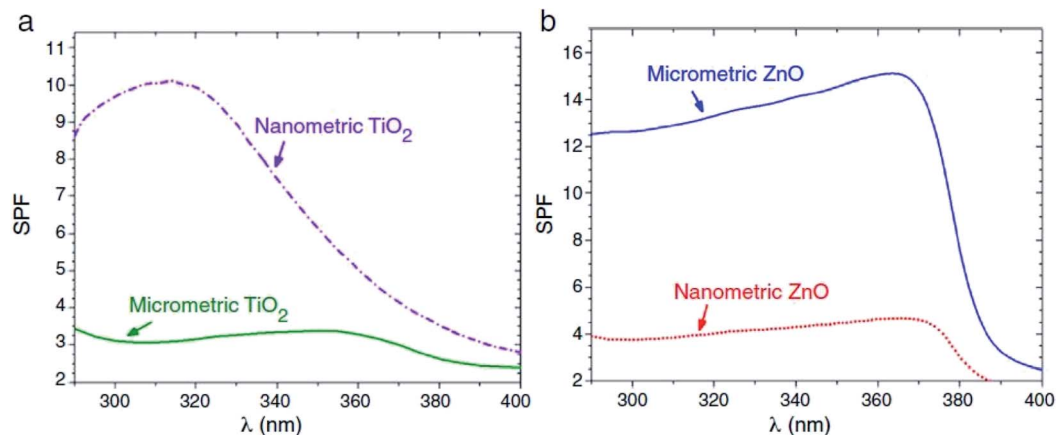 a
SPF
11
10
9
8
7
6
5
4
3
2
Nanometric TiO₂
Micrometric TiO₂
300 320 340 360 380 400
λ (nm)
b
SPF
16
14
12
10
8
6
4
2
Micrometric ZnO
Nanometric ZnO
300 320 340 360 380 400
λ (nm)